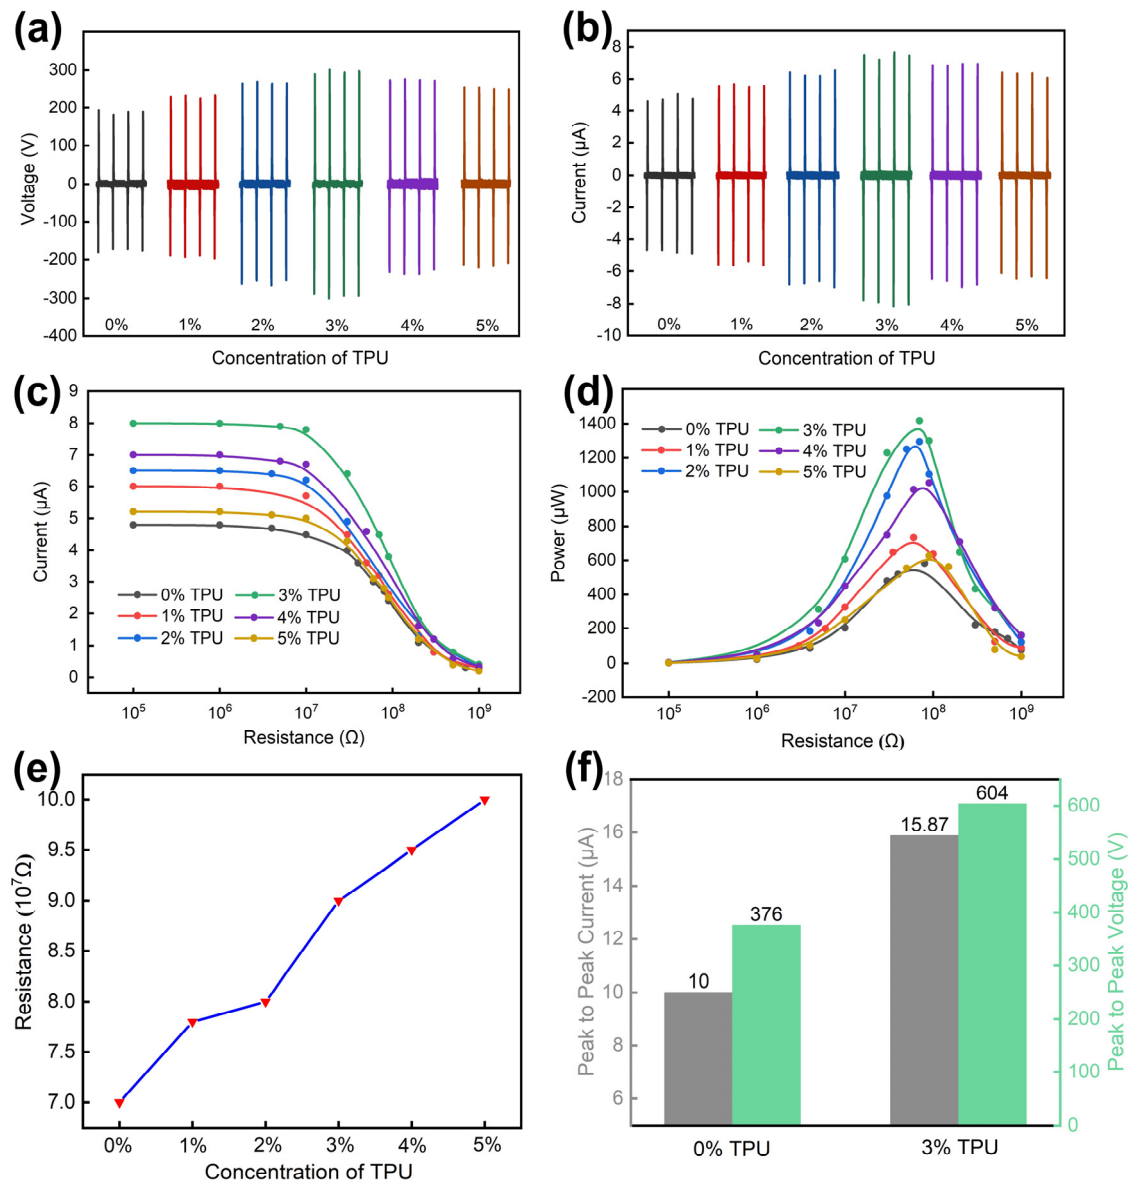 (a)
300
200
100
0
-100
-200
-300
-400
Voltage (V)
0% 1% 2% 3% 4% 5%
Concentration of TPU
(b)
8
6
4
2
0
-2
-4
-6
-8
-10
Current (μA)
0% 1% 2% 3% 4% 5%
Concentration of TPU
(c)
9
8
7
6
5
4
3
2
1
0
Current (μA)
0% TPU 3% TPU
1% TPU 4% TPU
2% TPU 5% TPU
10⁵ 10⁶ 10⁷ 10⁸ 10⁹
Resistance (Ω)
(d)
1400
1200
1000
800
600
400
200
0
-200
Power (μW)
0% TPU 3% TPU
1% TPU 4% TPU
2% TPU 5% TPU
10⁵ 10⁶ 10⁷ 10⁸ 10⁹
Resistance (Ω)
(e)
10.0
9.5
9.0
8.5
8.0
7.5
7.0
Resistance (10⁷Ω)
0% 1% 2% 3% 4% 5%
Concentration of TPU
(f)
18
16
14
12
10
8
6
Peak to Peak Current (μA)
10
376
15.87
604
600
500
400
300
200
100
0
Peak to Peak Voltage (V)
0% TPU 3% TPU